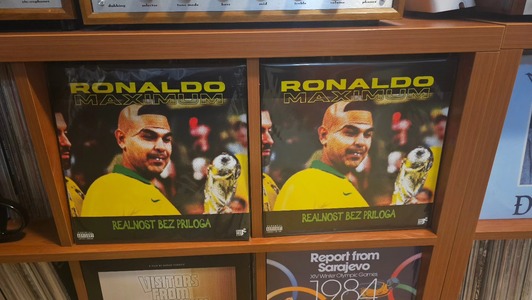 RONALDO
MAXIMUM
REALNOST BEZ PRILOGA
RONALDO
MAXIMUM
REALNOST BEZ PRILOGA
Đ
VISITORS
FROM
Report from
Sarajevo
XIV Winter Olympic Games
1984